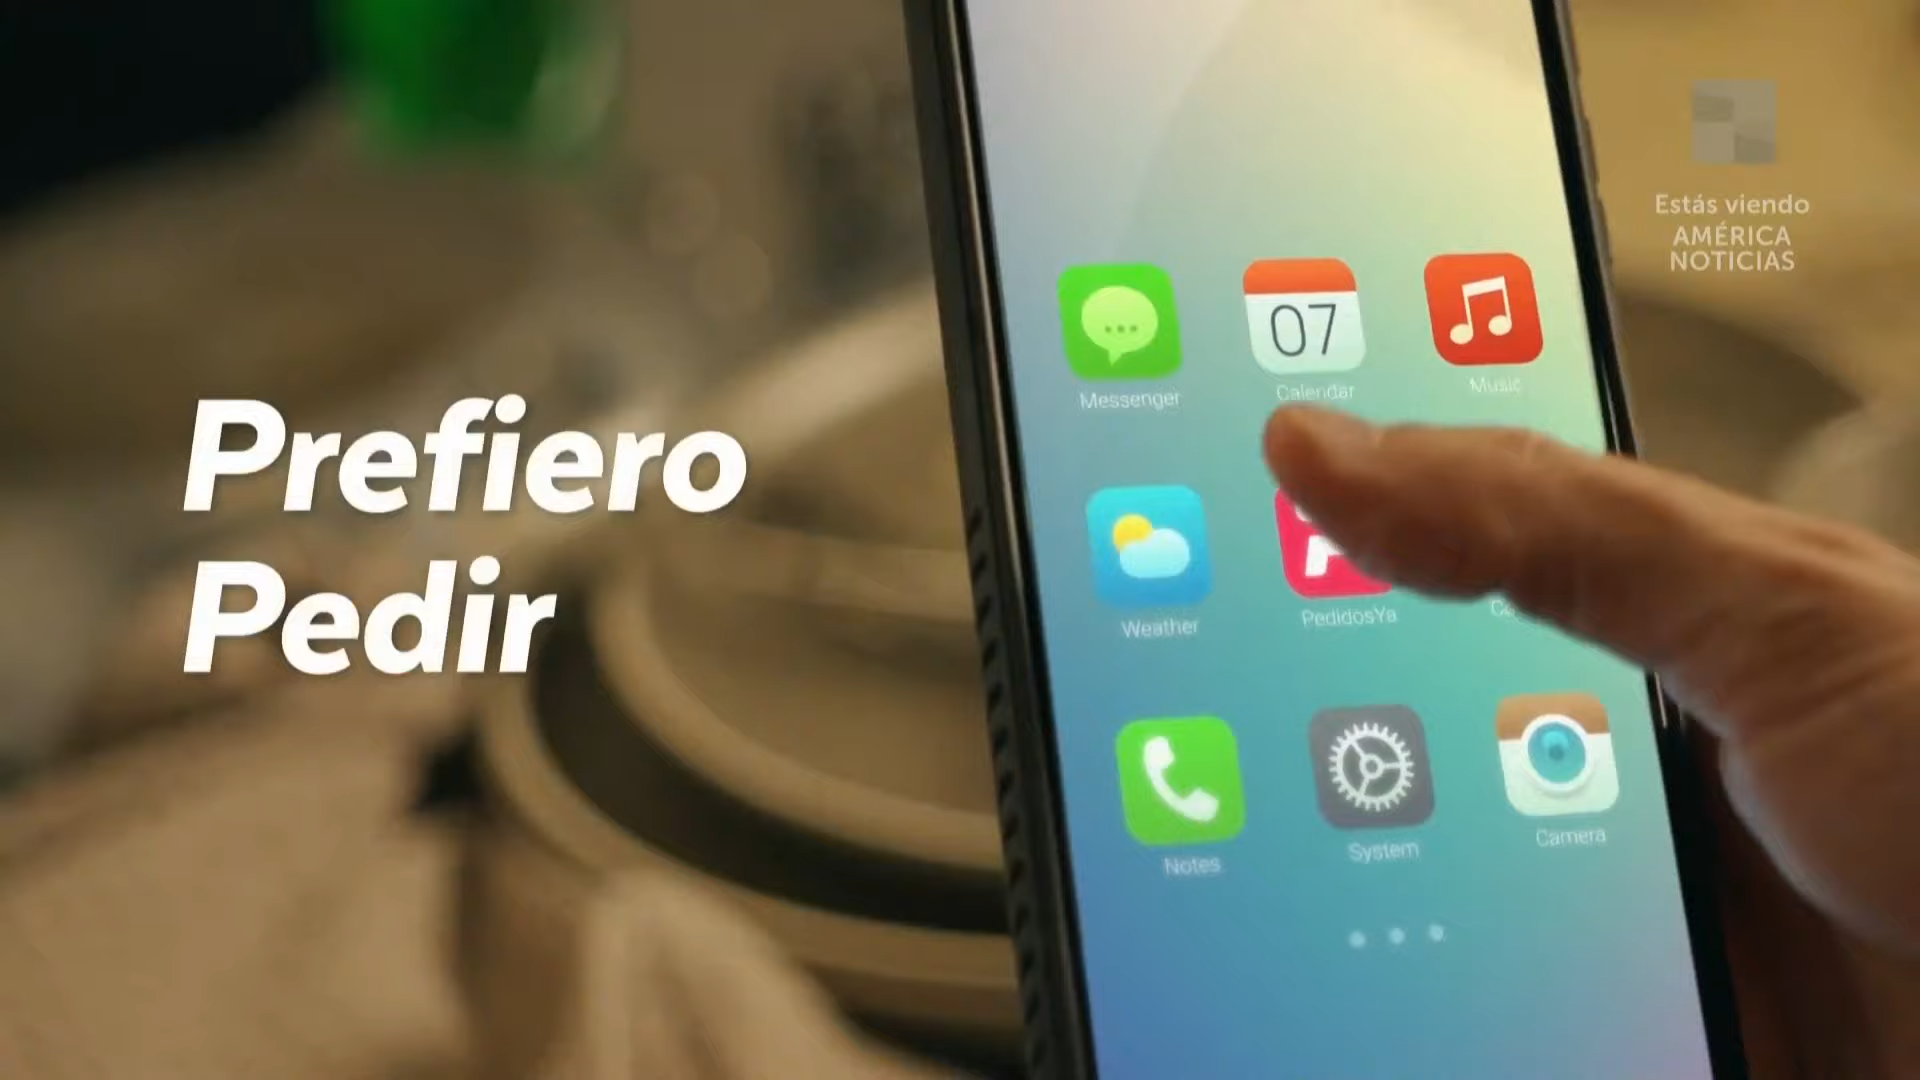 Prefiero
Pedir
Estás viendo
AMÉRICA
NOTICIAS
07
Messenger
Calendar
Music
Weather
PedidosYa
Notes
System
Camera